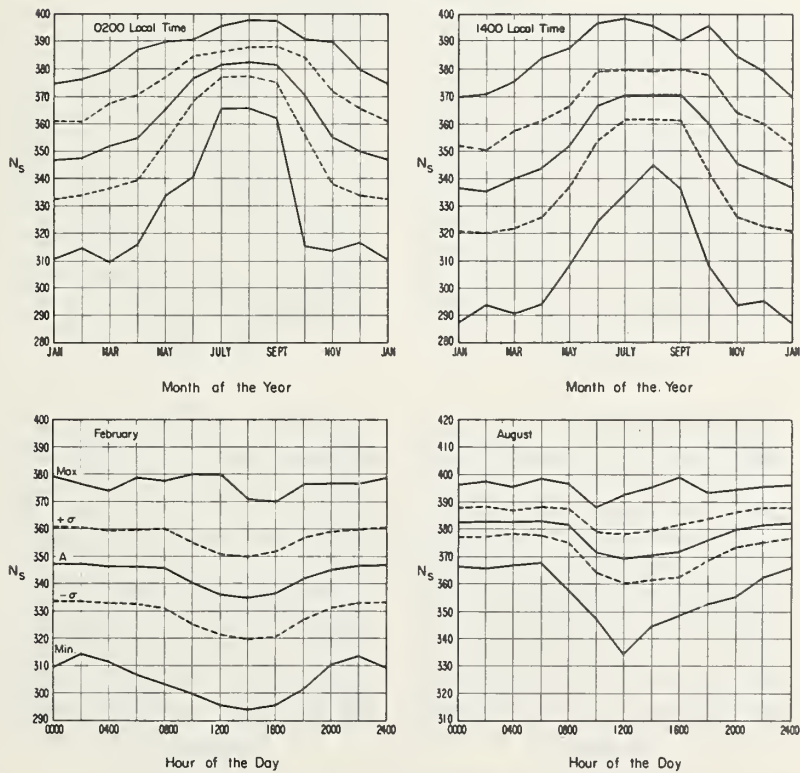 0200 Local Time
400
390
380
370
360
350
340
330
320
310
300
290
280
Ns
JAN MAR MAY JULY SEPT NOV JAN
Month af the Year
1400 Local Time
400
390
380
370
360
350
340
330
320
310
300
290
280
Ns
JAN MAR MAY JULY SEPT NOV JAN
Month of the. Year
February
400
390
380
370
360
350
340
330
320
310
300
290
Ns
Max
+σ
A
−σ
Min.
0000 0400 0800 1200 1600 2000 2400
Hour of the Day
August
420
410
400
390
380
370
360
350
340
330
320
310
Ns
0000 0400 0800 1200 1600 2000 2400
Hour of the Doy